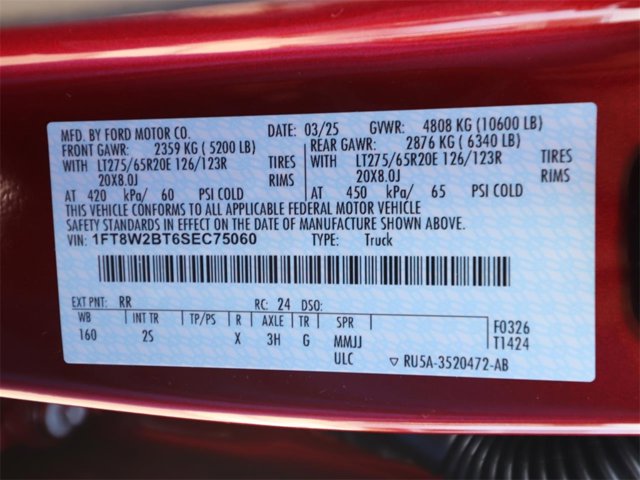 MFD. BY FORD MOTOR CO.
DATE: 03/25 GVWR: 4808 KG (10600 LB)
FRONT GAWR: 2359 KG ( 5200 LB) REAR GAWR: 2876 KG ( 6340 LB)
WITH LT275/65R20E 126/123R TIRES WITH LT275/65R20E 126/123R TIRES
20X8.0J RIMS 20X8.0J RIMS
AT 420 kPa/ 60 PSI COLD AT 450 kPa/ 65 PSI COLD
THIS VEHICLE CONFORMS TO ALL APPLICABLE FEDERAL MOTOR VEHICLE
SAFETY STANDARDS IN EFFECT ON THE DATE OF MANUFACTURE SHOWN ABOVE.
VIN: 1FT8W2BT6SEC75060 TYPE: Truck
EXT PNT: RR RC: 24 DSO:
WB INT TR TP/PS R AXLE TR SPR F0326
160 2S X 3H G MMJJ T1424
ULC ▽ RU5A-3520472-AB